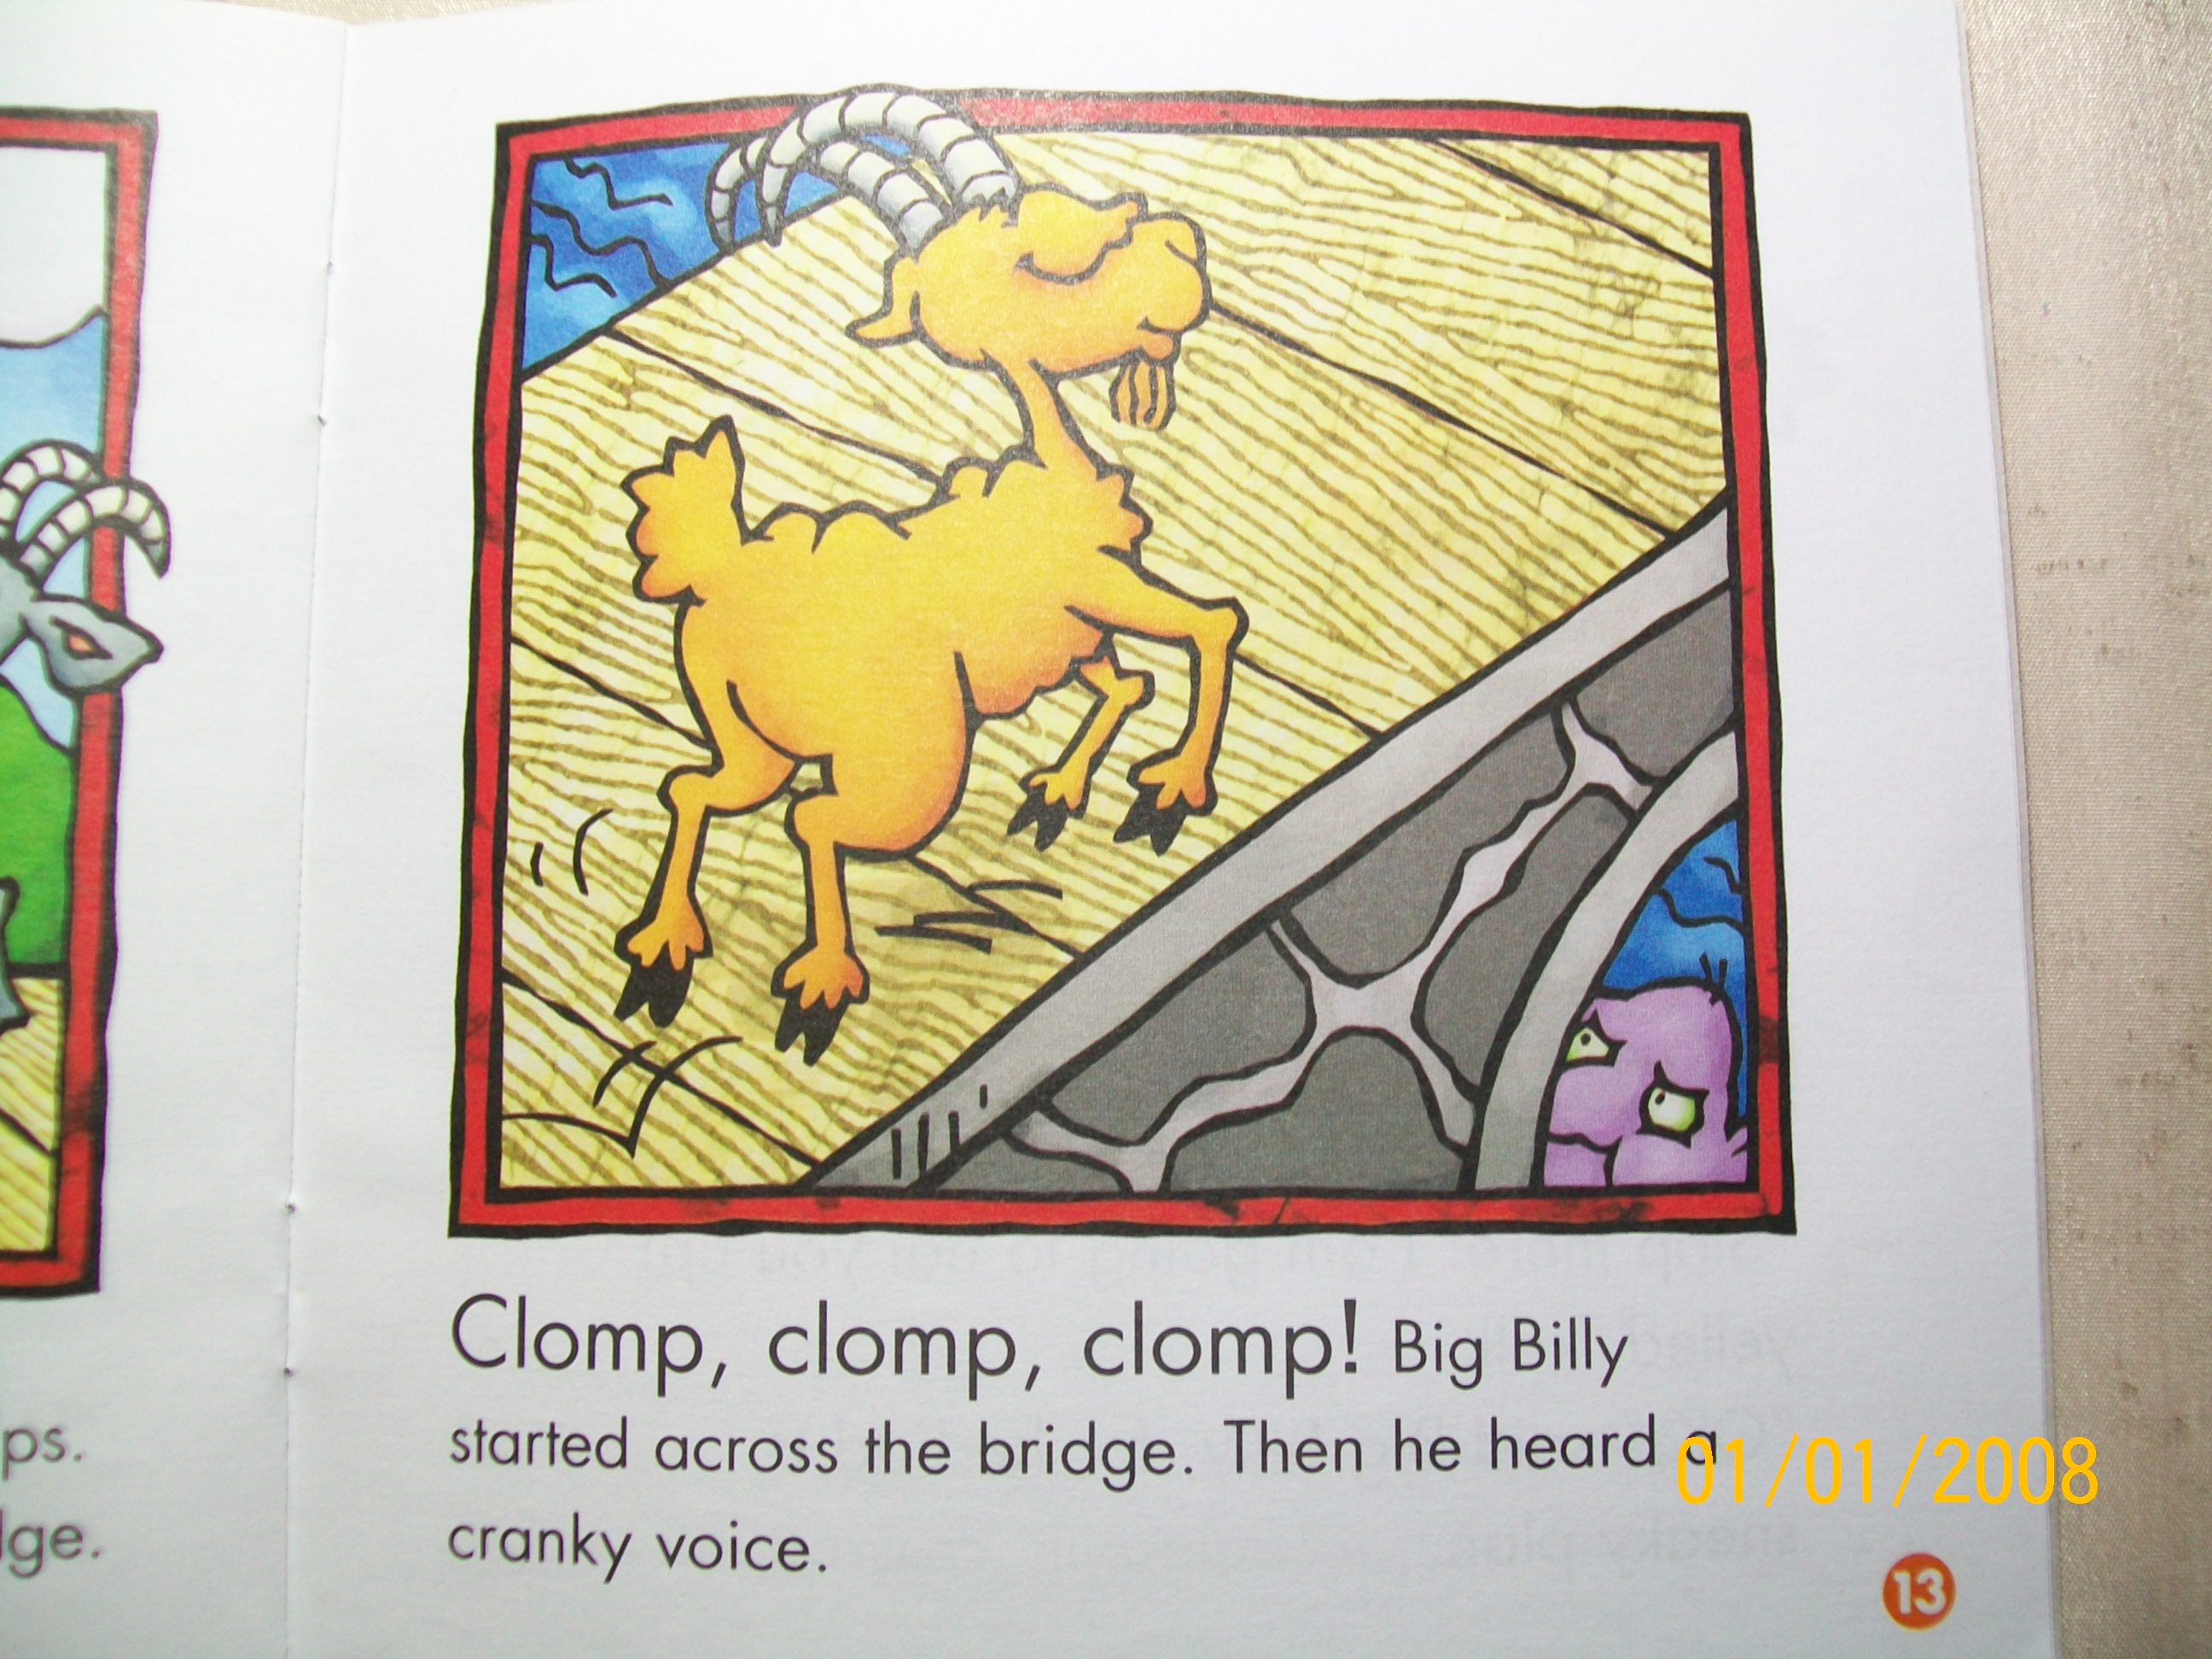 ps.
dge.
Clomp, clomp, clomp! Big Billy
started across the bridge. Then he heard a
cranky voice.
01/01/2008
13